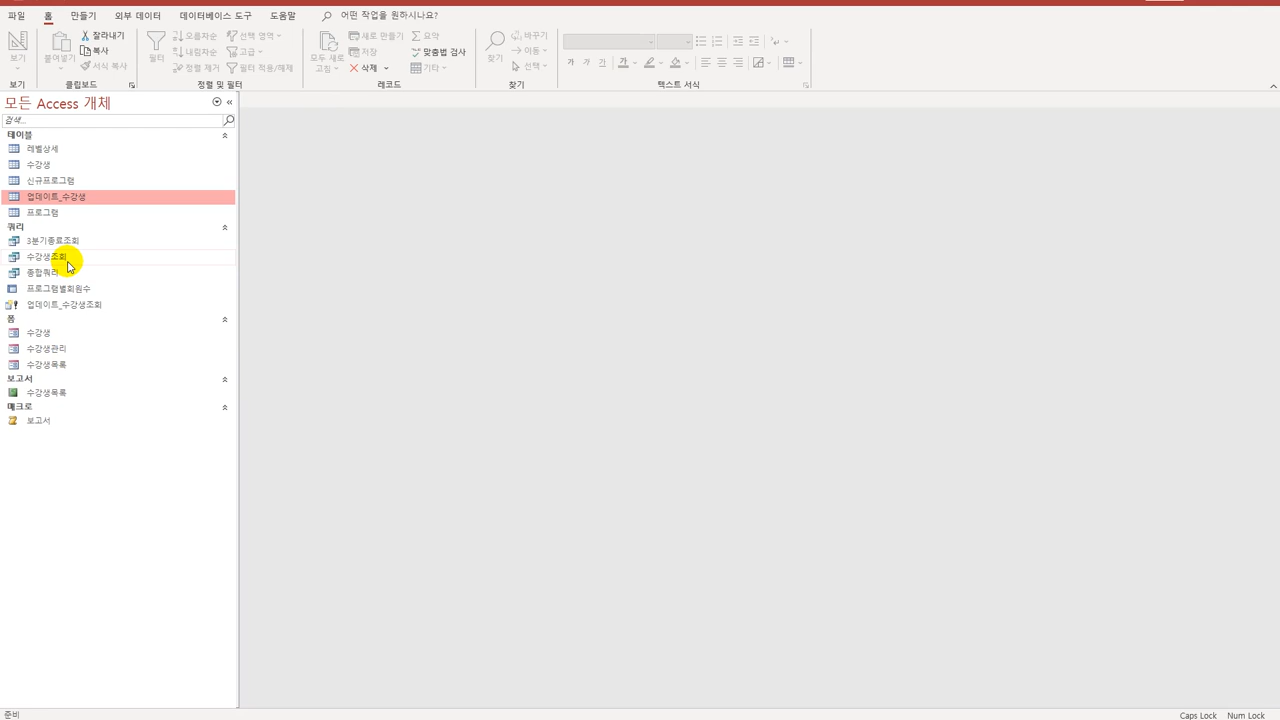 파일 홈 만들기 외부 데이터 데이터베이스 도구 도움말 어떤 작업을 원하시나요?
잘라내기 오름차순 선택 영역 새로 만들기 요약 바꾸기
복사 내림차순 고급 저장 맞춤법 검사 이동
보기 붙여넣기 서식 복사 필터 정렬 제거 필터 적용/해제 모두 새로 고침 삭제 기타 찾기 선택 가 가 가 가
보기 클립보드 정렬 및 필터 레코드 찾기 텍스트 서식
모든 Access 개체
검색...
테이블
레벨상세
수강생
신규프로그램
업데이트_수강생
프로그램
쿼리
3분기종료조회
수강생조회
종합쿼리
프로그램별회원수
업데이트_수강생조회
폼
수강생
수강생관리
수강생목록
보고서
수강생목록
매크로
보고서
준비 Caps Lock Num Lock